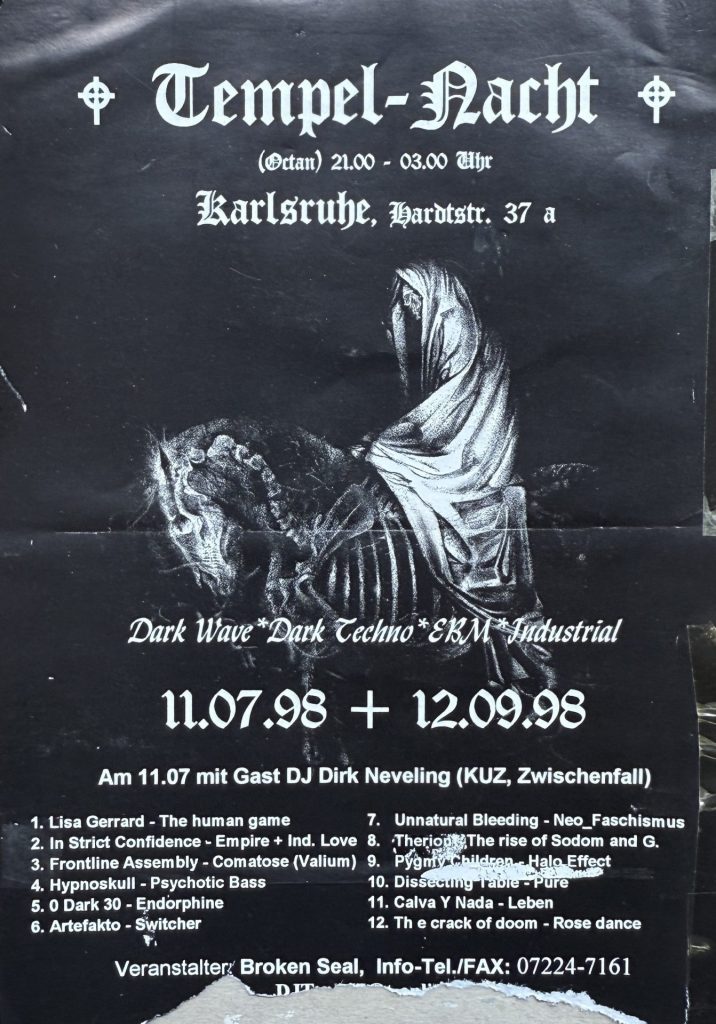 Tempel-Nacht
(Octan) 21.00 - 03.00 Uhr
Karlsruhe, Hardtstr. 37 a
Dark Wave*Dark Techno*EBM*Industrial
11.07.98 + 12.09.98
Am 11.07 mit Gast DJ Dirk Neveling (KUZ, Zwischenfall)
1. Lisa Gerrard - The human game
2. In Strict Confidence - Empire + Ind. Love
3. Frontline Assembly - Comatose (Valium)
4. Hypnoskull - Psychotic Bass
5. 0 Dark 30 - Endorphine
6. Artefakto - Switcher
7. Unnatural Bleeding - Neo_Faschismus
8. Therion - The rise of Sodom and G.
9. Pygmy Children - Halo Effect
10. Dissecting Table - Pure
11. Calva Y Nada - Leben
12. Th e crack of doom - Rose dance
Veranstalter: Broken Seal, Info-Tel./FAX: 07224-7161